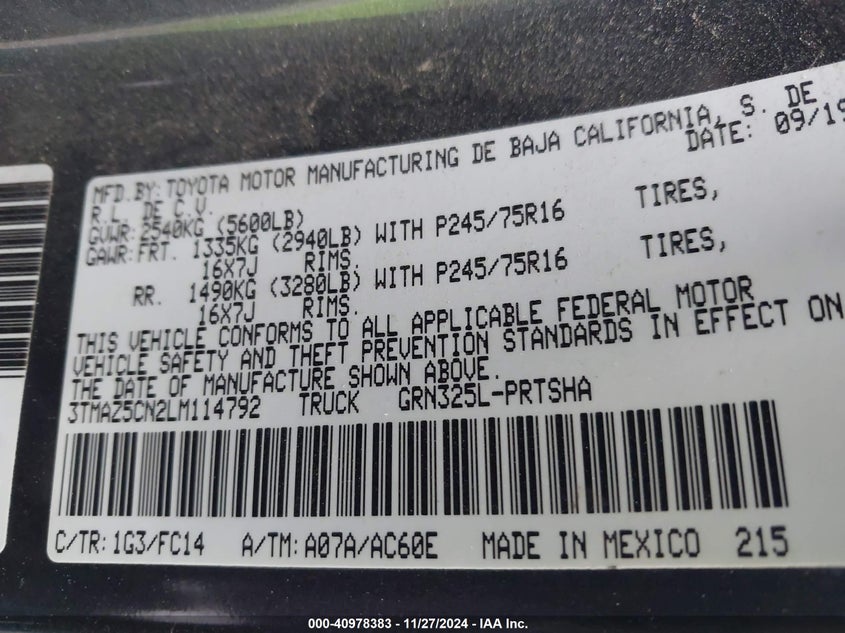 MFD.BY: TOYOTA MOTOR MANUFACTURING DE BAJA CALIFORNIA, S. DE
R.L. DE C.V. DATE: 09/19
GVWR: 2540KG (5600LB)
GAWR: FRT. 1335KG (2940LB) WITH P245/75R16 TIRES,
16X7J RIMS.
RR. 1490KG (3280LB) WITH P245/75R16 TIRES,
16X7J RIMS.
THIS VEHICLE CONFORMS TO ALL APPLICABLE FEDERAL MOTOR
VEHICLE SAFETY AND THEFT PREVENTION STANDARDS IN EFFECT ON
THE DATE OF MANUFACTURE SHOWN ABOVE.
3TMAZ5CN2LM114792 TRUCK GRN325L-PRTSHA
C/TR: 1G3/FC14 A/TM: A07A/AC60E MADE IN MEXICO 215
000-40978383 - 11/27/2024 - IAA Inc.